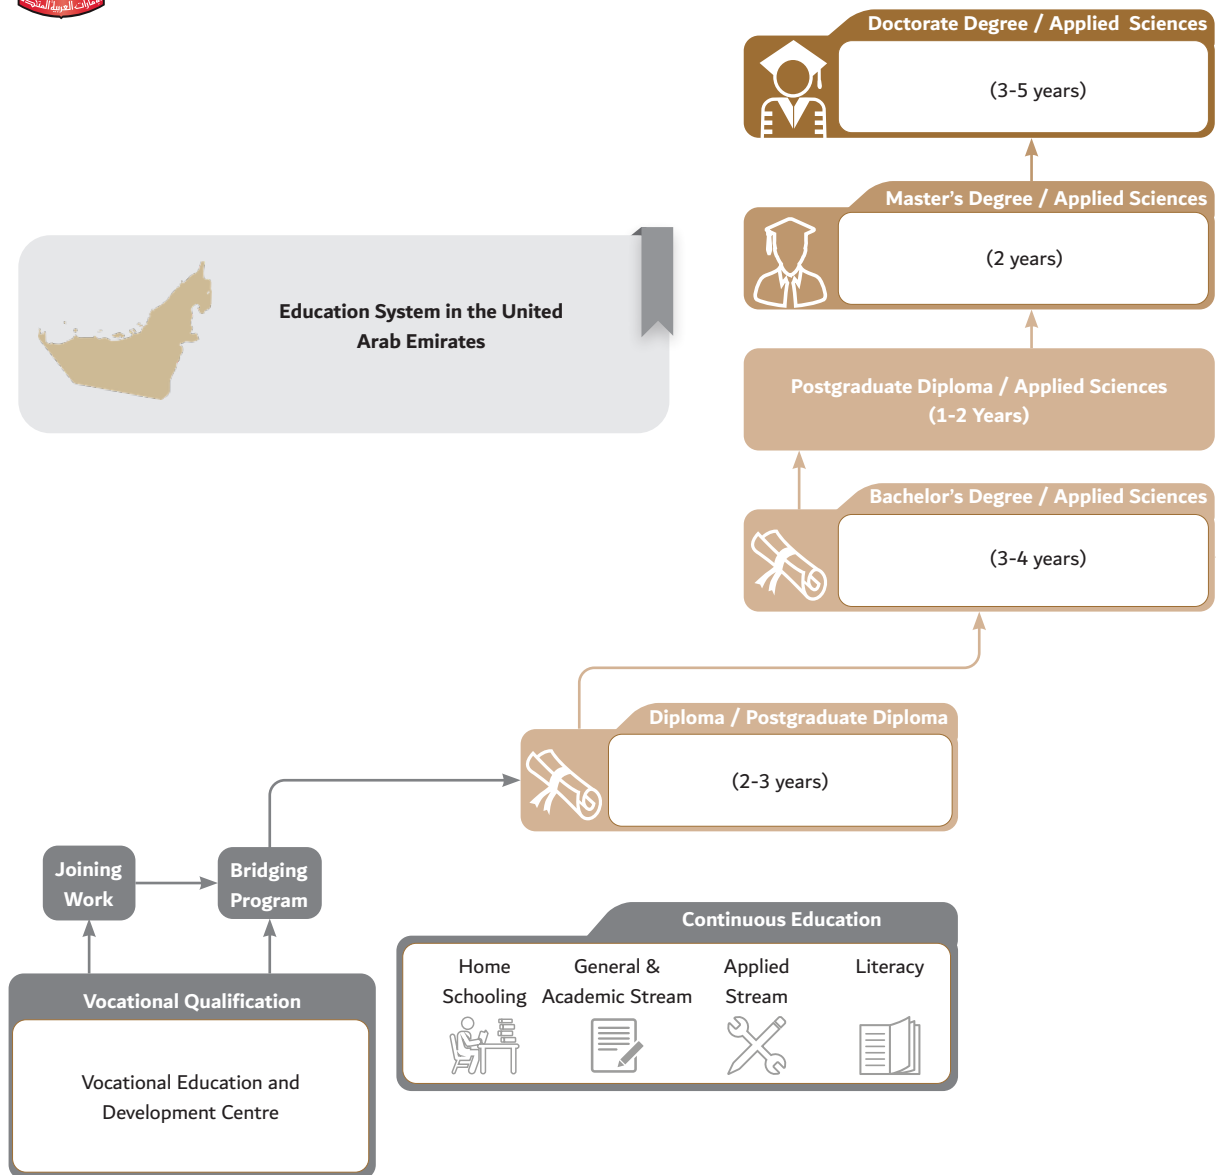 الإمارات العربية المتحدة
Doctorate Degree / Applied Sciences
(3-5 years)
Master's Degree / Applied Sciences
(2 years)
Education System in the United
Arab Emirates
Postgraduate Diploma / Applied Sciences
(1-2 Years)
Bachelor's Degree / Applied Sciences
(3-4 years)
Diploma / Postgraduate Diploma
(2-3 years)
Joining
Work
Bridging
Program
Continuous Education
Home
Schooling
General &
Academic Stream
Applied
Stream
Literacy
Vocational Qualification
Vocational Education and
Development Centre